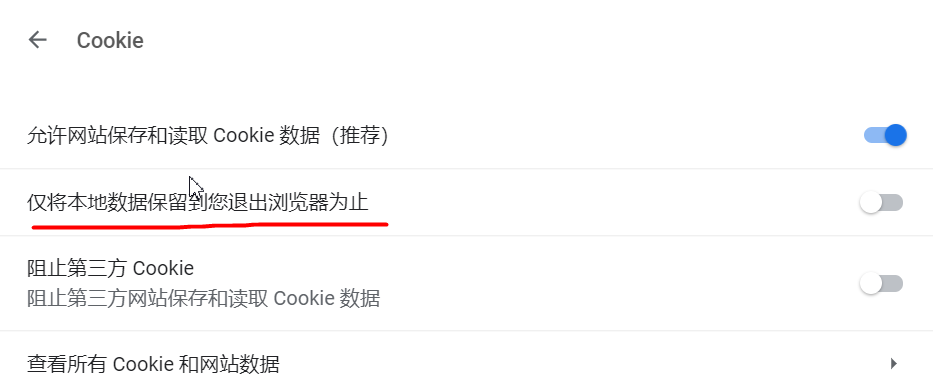 Cookie
允许网站保存和读取 Cookie 数据（推荐）
仅将本地数据保留到您退出浏览器为止
阻止第三方 Cookie
阻止第三方网站保存和读取 Cookie 数据
查看所有 Cookie 和网站数据